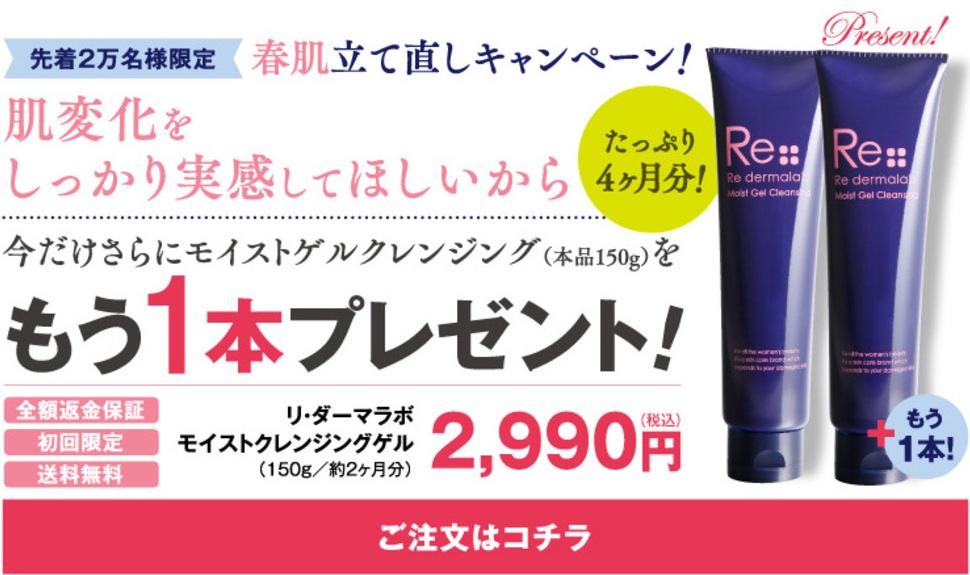 Present!
先着2万名様限定 春肌立て直しキャンペーン!
肌変化を
しっかり実感してほしいから
たっぷり
4ヶ月分!
今だけさらにモイストゲルクレンジング(本品150g)を
もう1本プレゼント!
全額返金保証
初回限定
送料無料
リ・ダーマラボ
モイストクレンジングゲル
(150g/約2ヶ月分)
2,990円(税込)
Re
Re dermalab
Moist Gel Cleansing
Re
Re dermalab
Moist Gel Cleansing
+もう
1本!
ご注文はコチラ